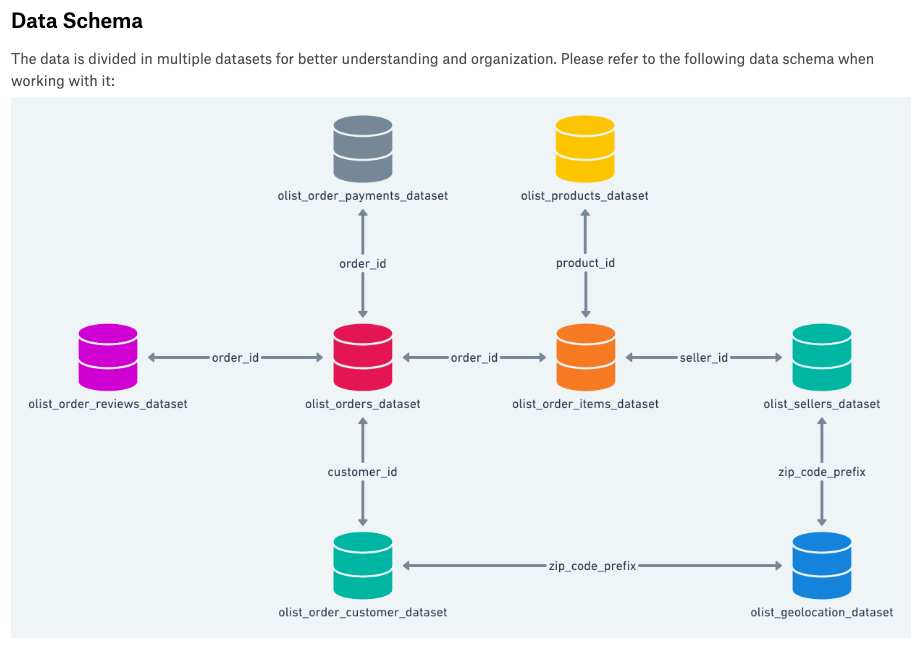 Data Schema
The data is divided in multiple datasets for better understanding and organization. Please refer to the following data schema when
working with it:
olist_order_payments_dataset
olist_products_dataset
order_id
product_id
order_id
order_id
seller_id
olist_order_reviews_dataset
olist_orders_dataset
olist_order_items_dataset
olist_sellers_dataset
customer_id
zip_code_prefix
zip_code_prefix
olist_order_customer_dataset
olist_geolocation_dataset